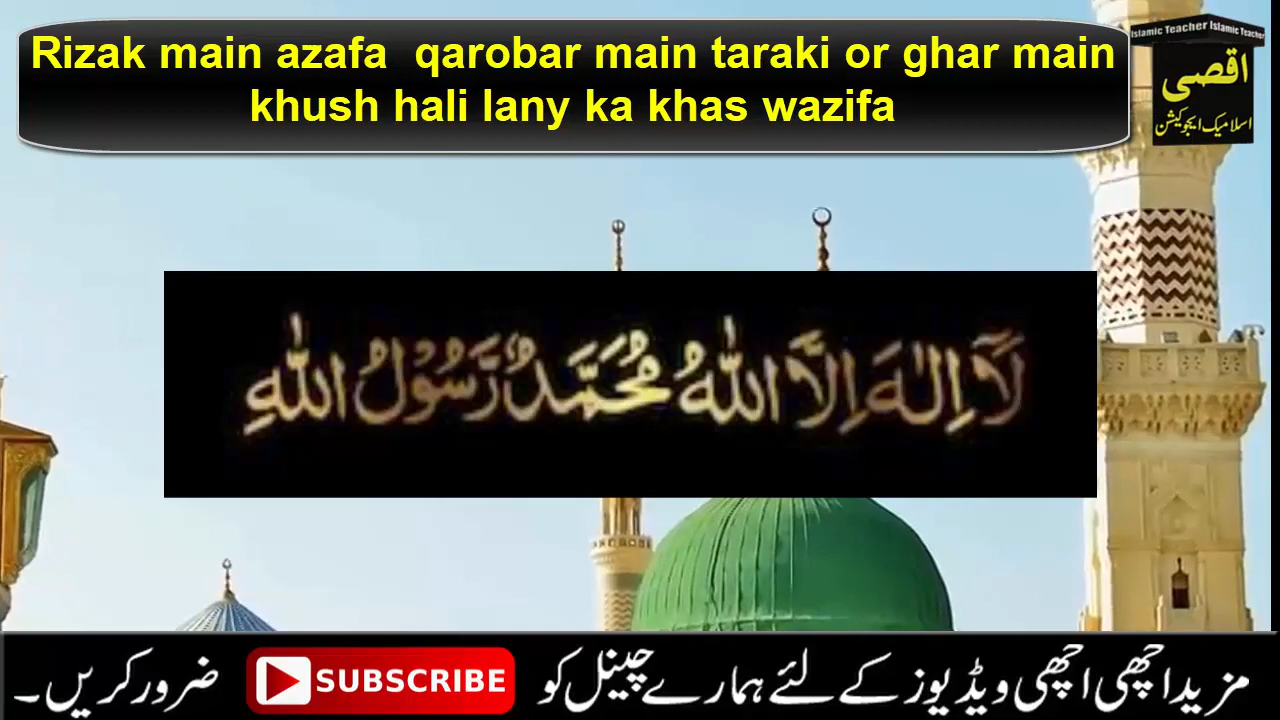 Rizak main azafa qarobar main taraki or ghar main
khush hali lany ka khas wazifa
Islamic Teacher Islamic Teacher
اقصی
اسلامیک ایجوکیشن
لَآ اِلٰهَ اِلَّا اللّٰهُ مُحَمَّدٌ رَّسُوْلُ اللّٰهِ
مزید اچھی اچھی ویڈیوز کے لئے ہمارے چینل کو SUBSCRIBE ضرور کریں۔